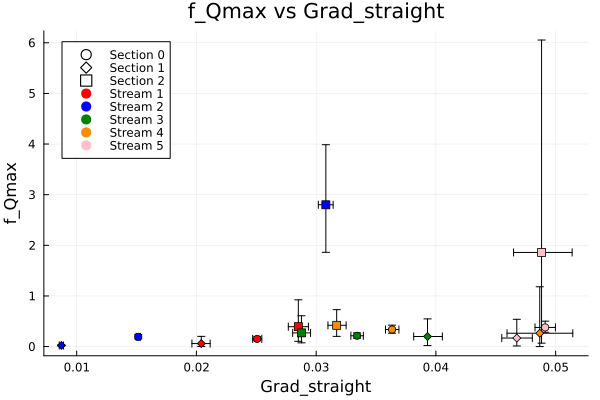 f_Qmax vs Grad_straight
Section 0
Section 1
Section 2
Stream 1
Stream 2
Stream 3
Stream 4
Stream 5
f_Qmax
6
5
4
3
2
1
0
0.01 0.02 0.03 0.04 0.05
Grad_straight